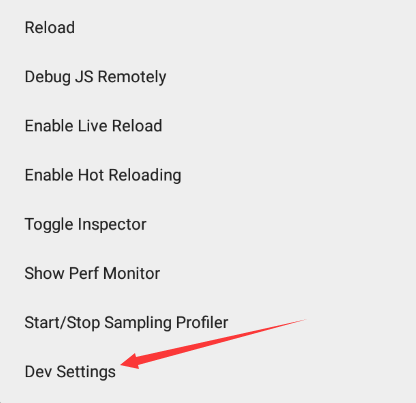 Reload
Debug JS Remotely
Enable Live Reload
Enable Hot Reloading
Toggle Inspector
Show Perf Monitor
Start/Stop Sampling Profiler
Dev Settings